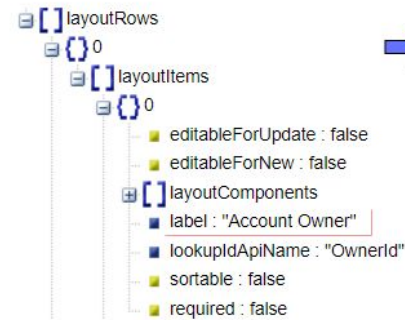 layoutRows
0
layoutItems
0
editableForUpdate : false
editableForNew : false
layoutComponents
label : "Account Owner"
lookupIdApiName : "OwnerId"
sortable : false
required : false